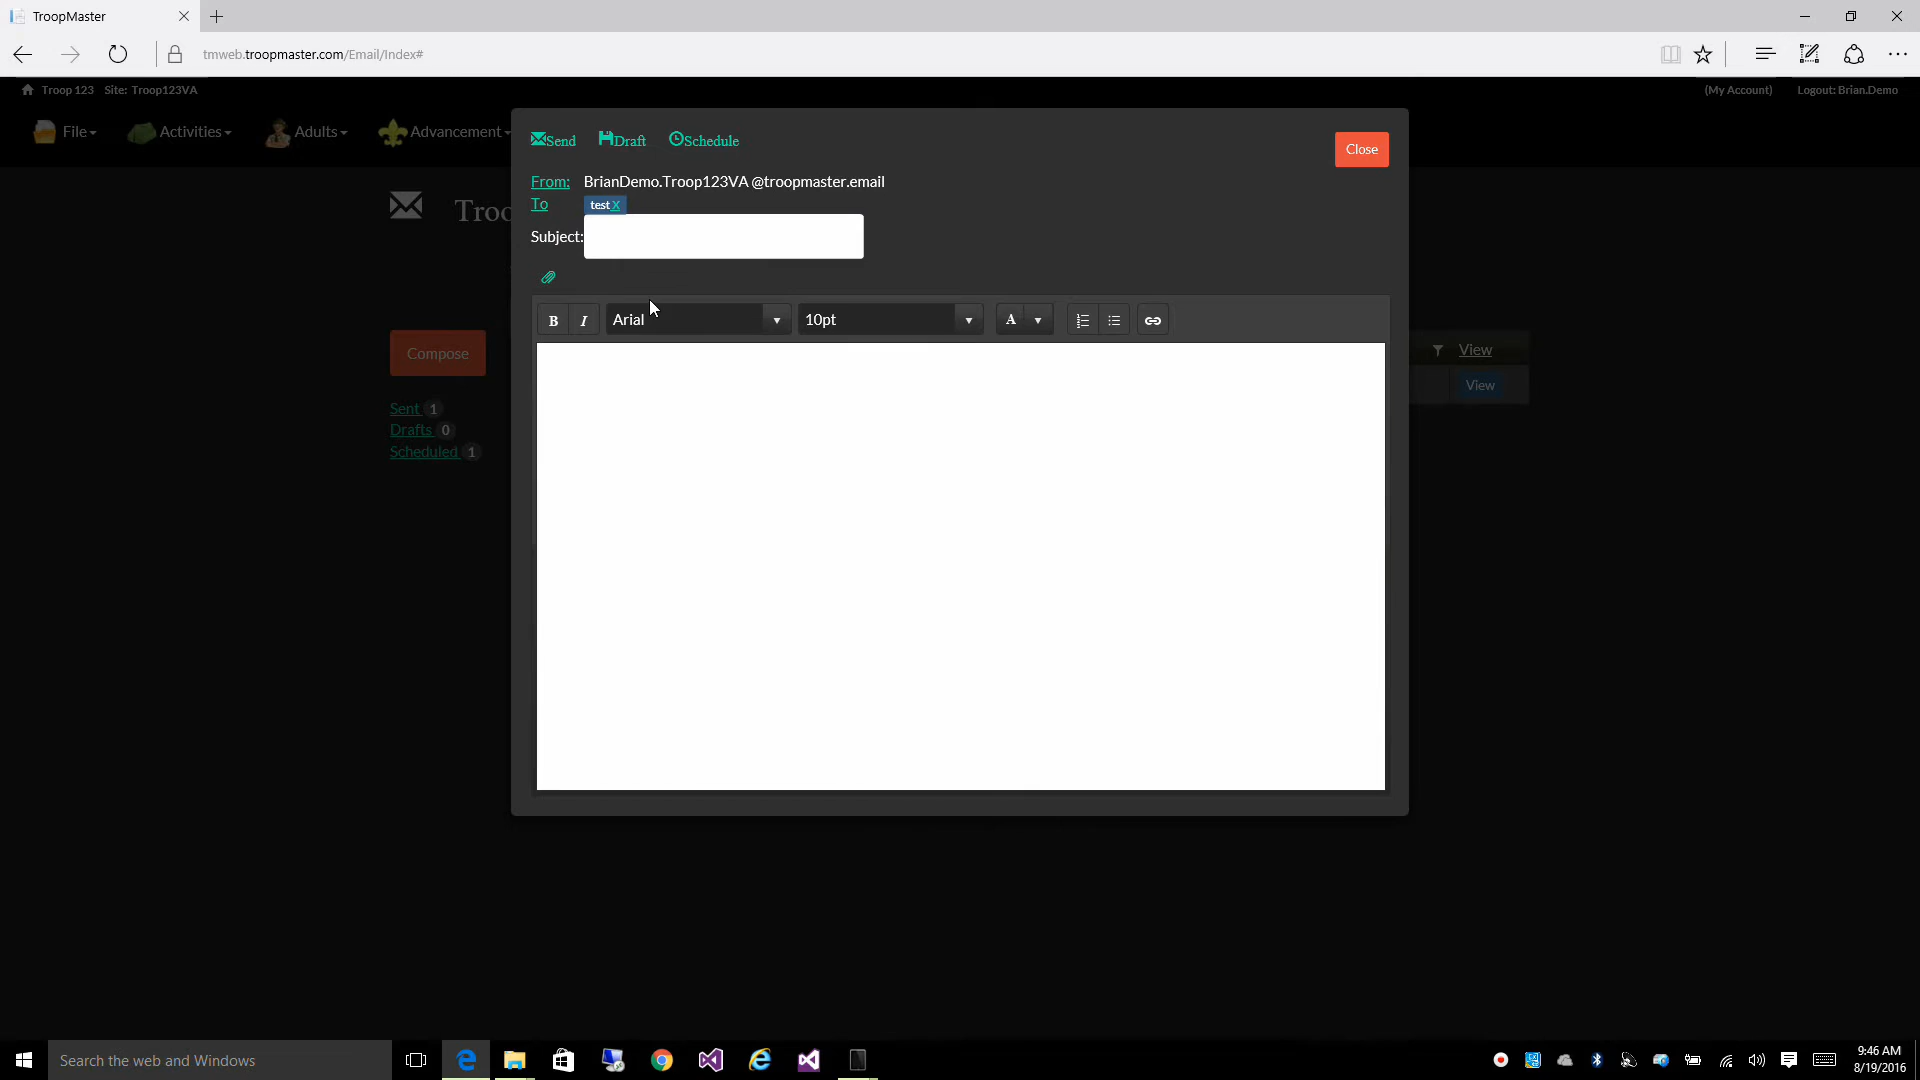 TroopMaster
tmweb.troopmaster.com/Email/Index#
Troop 123 Site: Troop123VA (My Account) Logout: Brian.Demo
File Activities Adults Advancement
Send Draft Schedule Close
From: BrianDemo.Troop123VA @troopmaster.email
To test X
Troo
Subject:
B I Arial 10pt A
Compose View
View
Sent 1
Drafts 0
Scheduled 1
Search the web and Windows
9:46 AM
8/19/2016